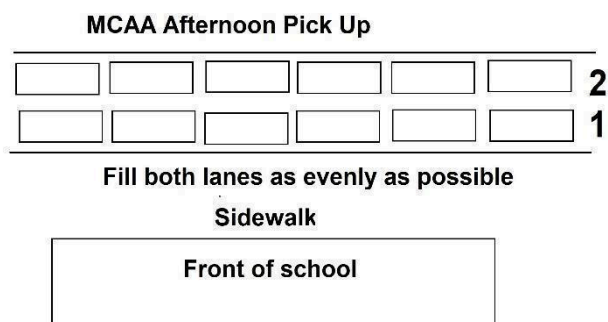 MCAA Afternoon Pick Up
2
1
Fill both lanes as evenly as possible
Sidewalk
Front of school